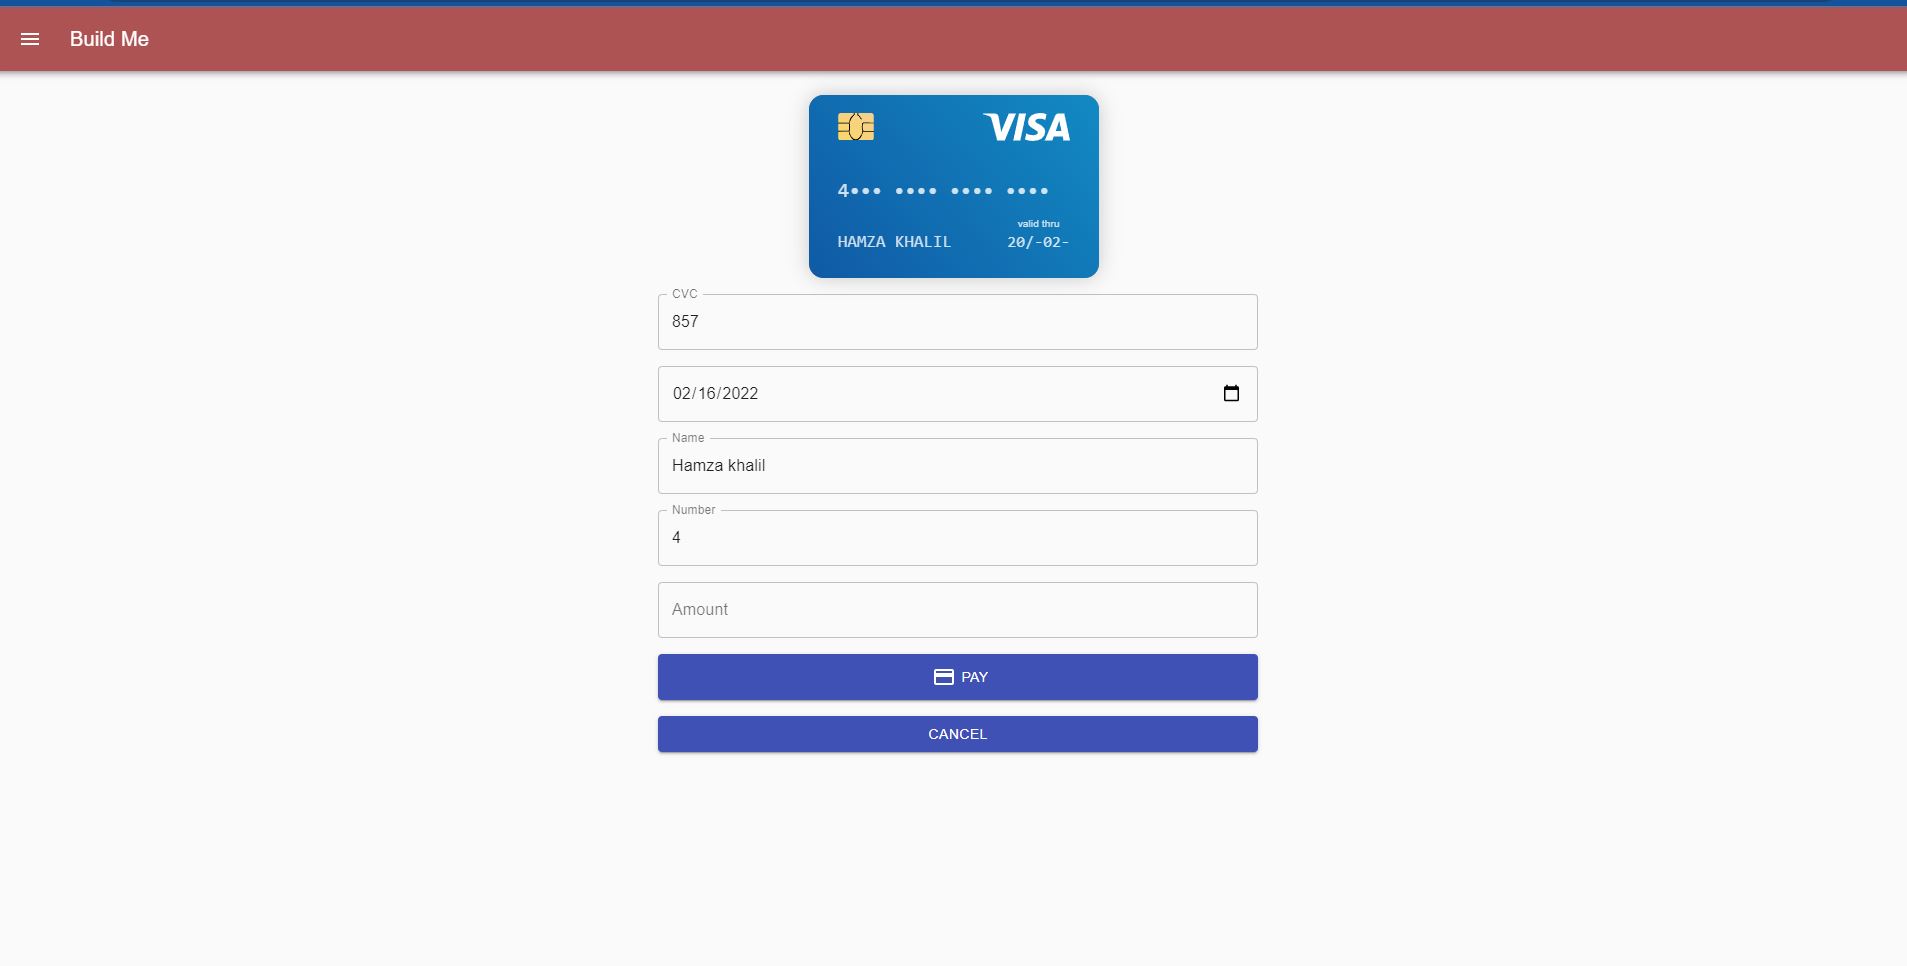 Build Me
VISA
4••• •••• •••• ••••
valid thru
HAMZA KHALIL 20/-02-
CVC
857
02/16/2022
Name
Hamza khalil
Number
4
Amount
PAY
CANCEL